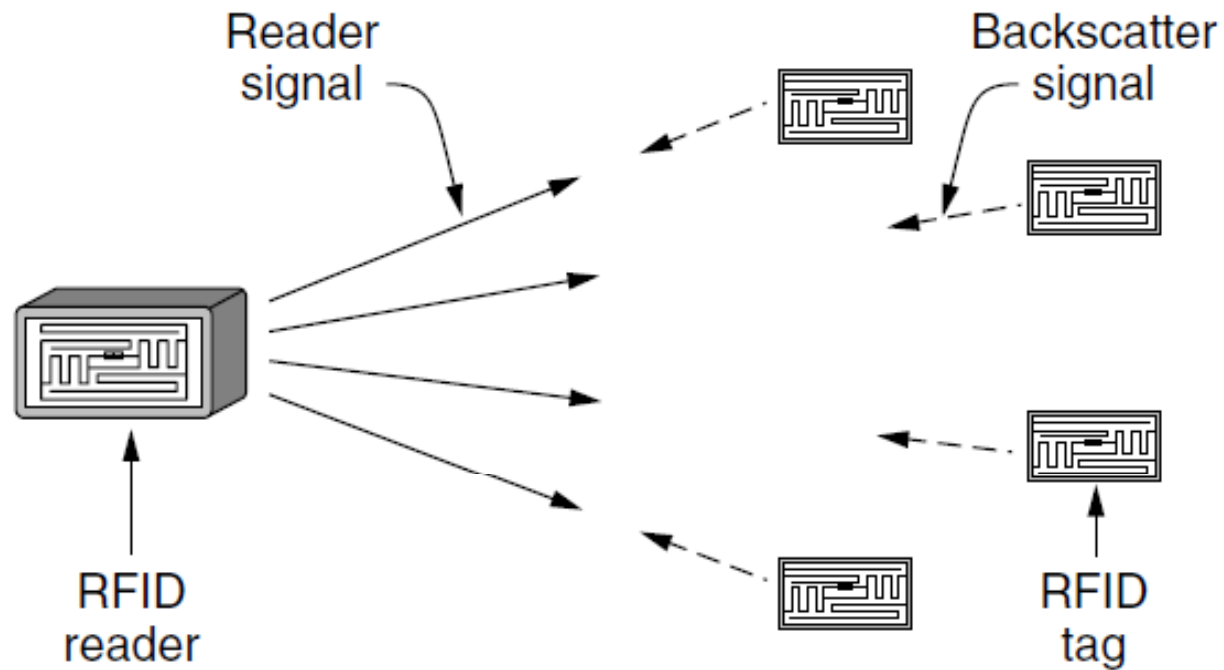 Reader
signal
Backscatter
signal
RFID
reader
RFID
tag